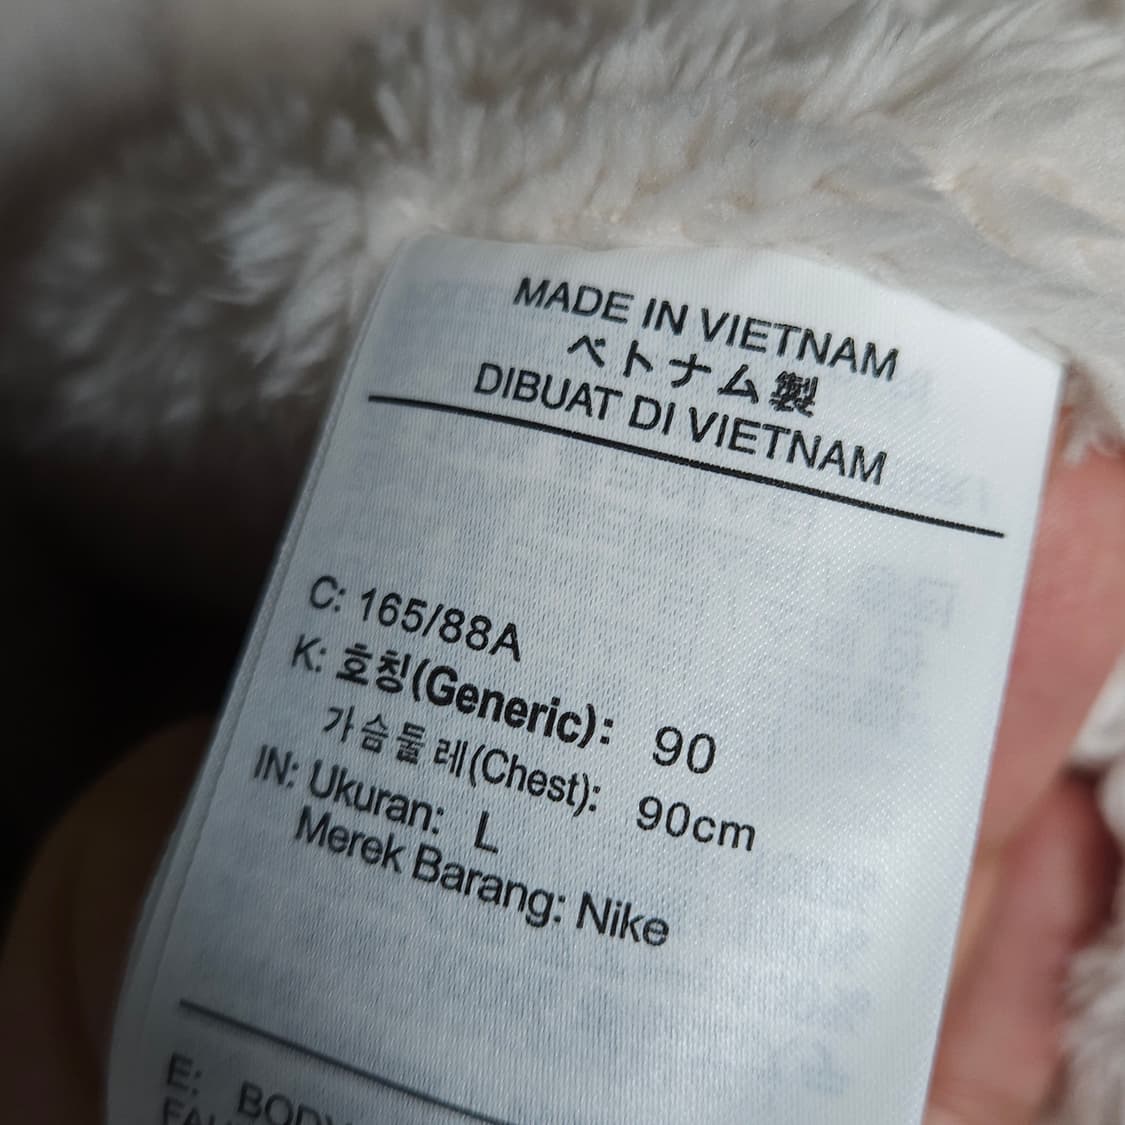 MADE IN VIETNAM
ベトナム製
DIBUAT DI VIETNAM
C: 165/88A
K: 호칭(Generic): 90
가슴둘레(Chest): 90cm
IN: Ukuran: L
Merek Barang: Nike
E: BODY